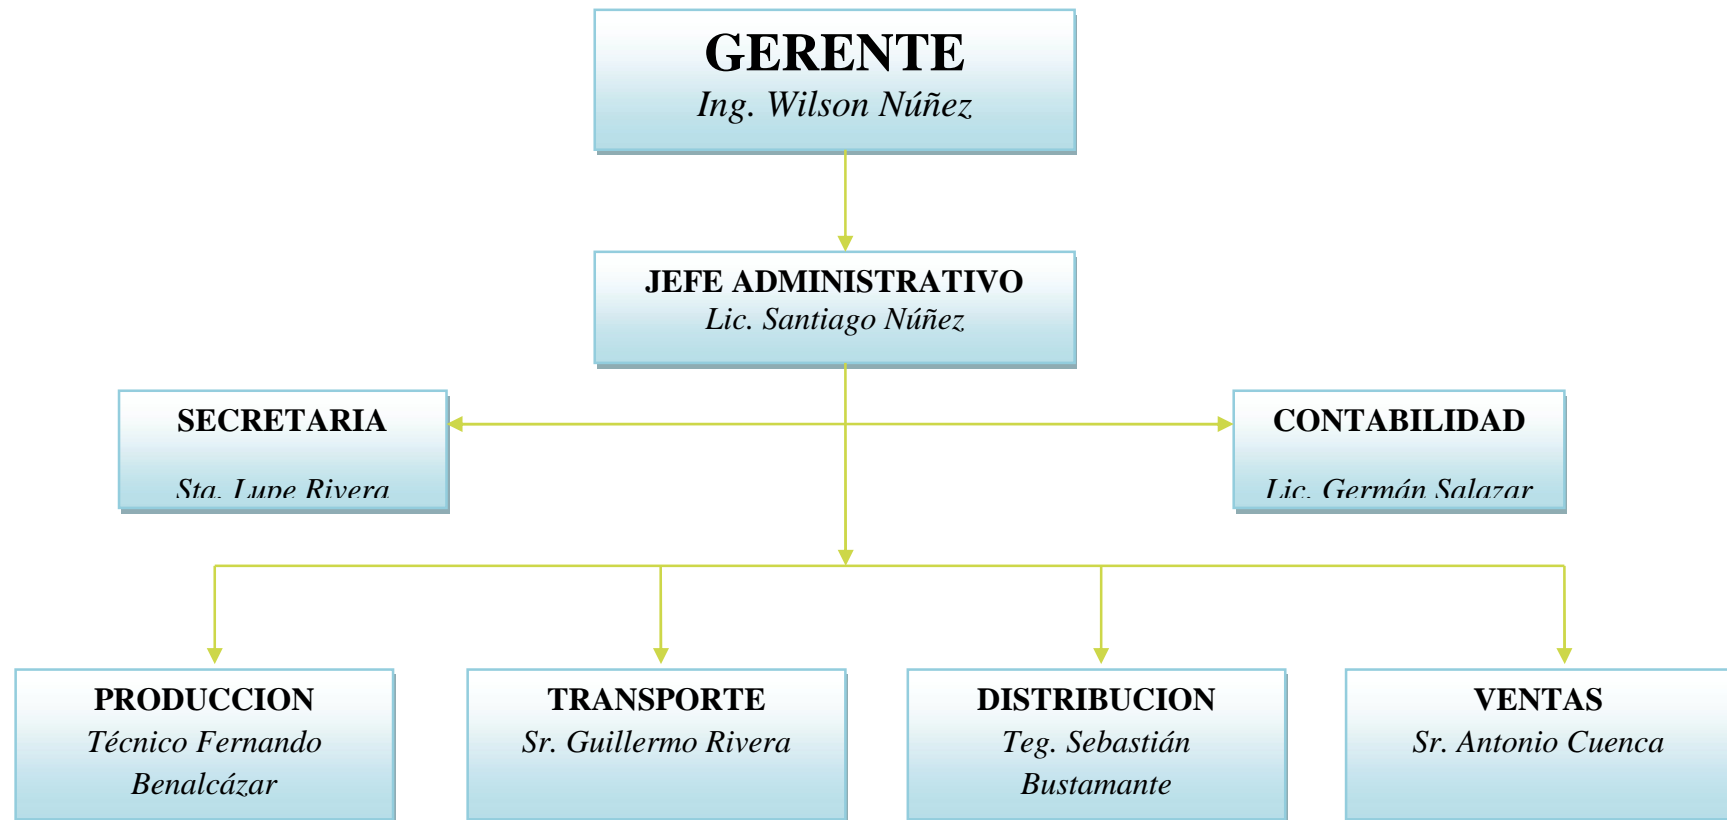 GERENTE
Ing. Wilson Núñez
JEFE ADMINISTRATIVO
Lic. Santiago Núñez
SECRETARIA
Sta. Lupe Rivera
CONTABILIDAD
Lic. Germán Salazar
PRODUCCION
Técnico Fernando
Benalcázar
TRANSPORTE
Sr. Guillermo Rivera
DISTRIBUCION
Teg. Sebastián
Bustamante
VENTAS
Sr. Antonio Cuenca